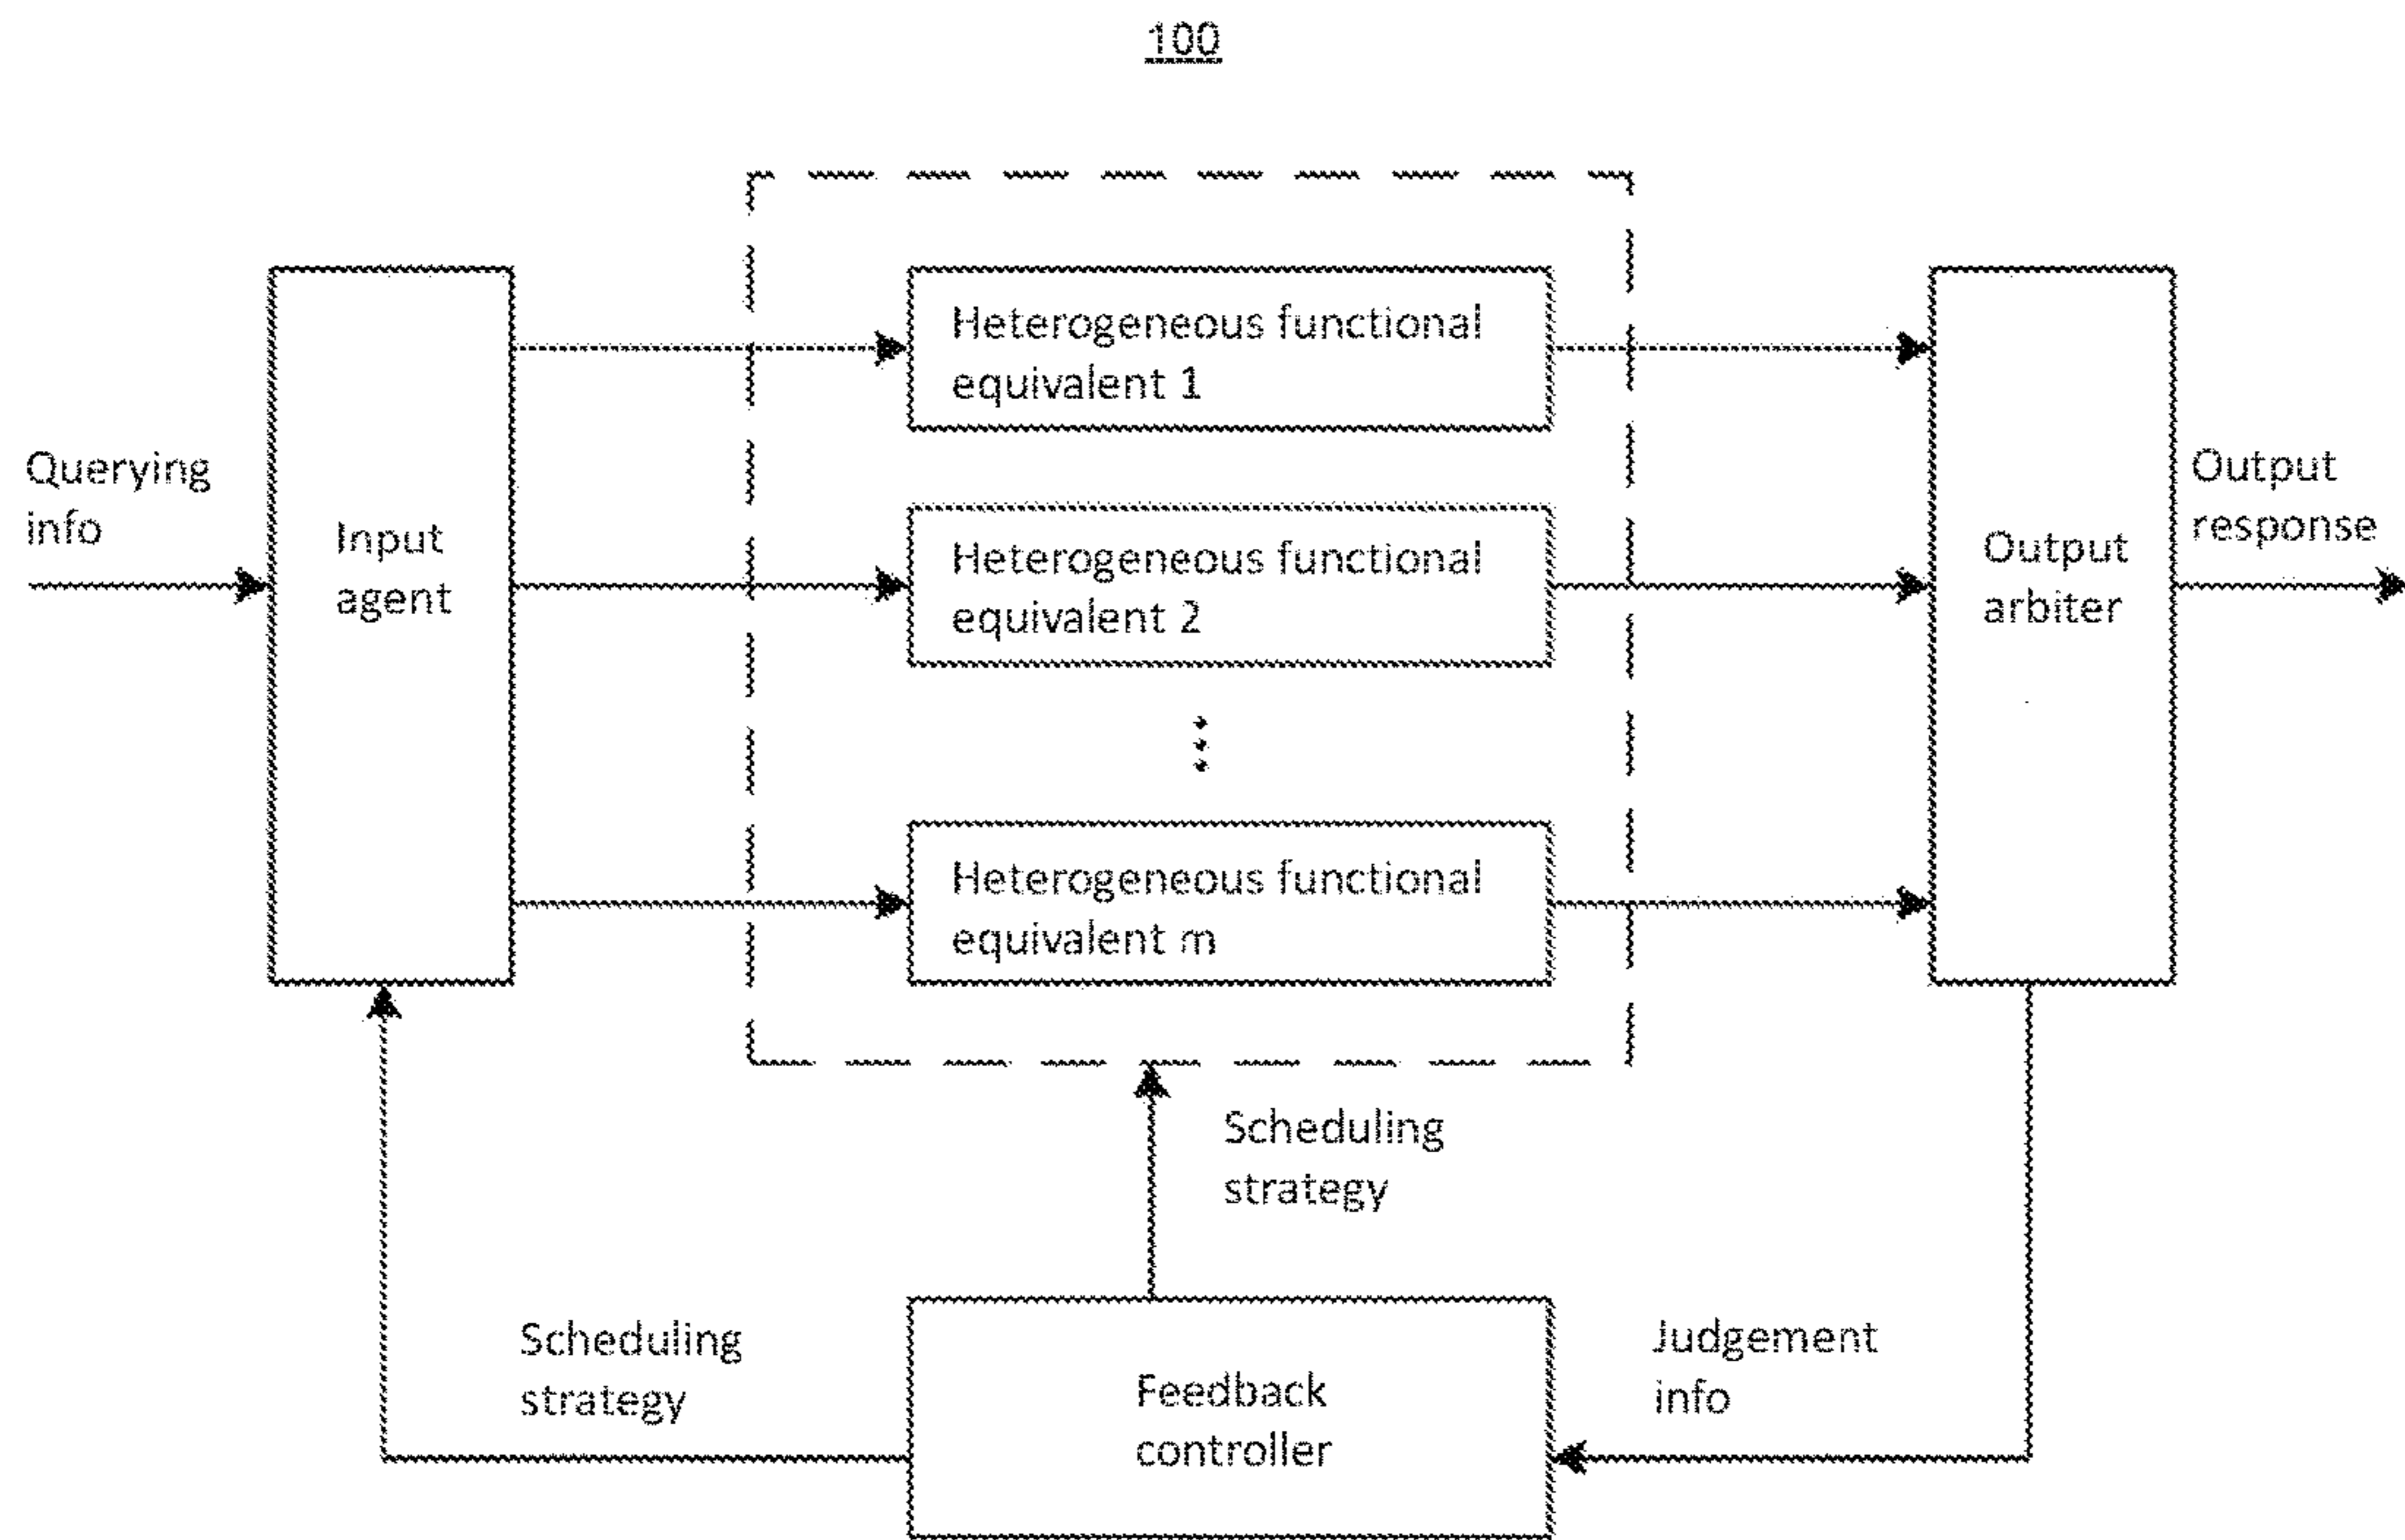 100
Querying
info
Input
agent
Heterogeneous functional
equivalent 1
Heterogeneous functional
equivalent 2
Heterogeneous functional
equivalent m
Output
arbiter
Output
response
Scheduling
strategy
Scheduling
strategy
Feedback
controller
Judgement
info